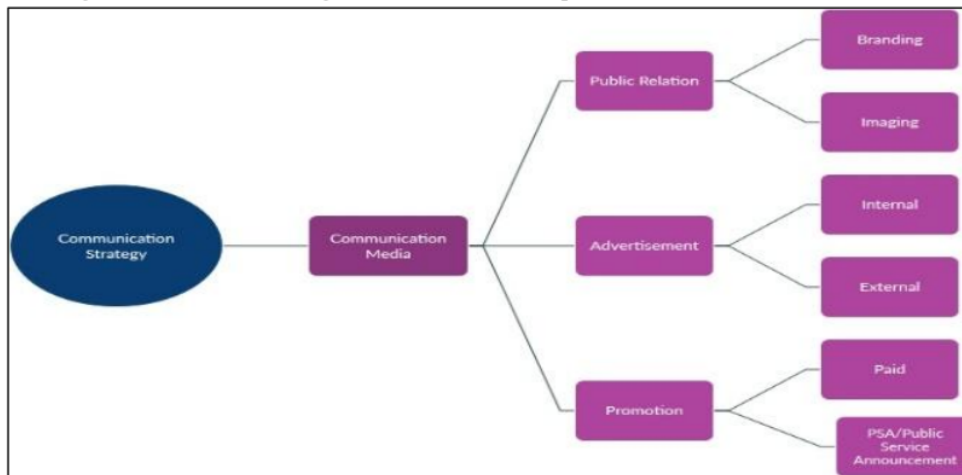 Communication
Strategy
Communication
Media
Public Relation
Branding
Imaging
Advertisement
Internal
External
Promotion
Paid
PSA/Public
Service
Announcement